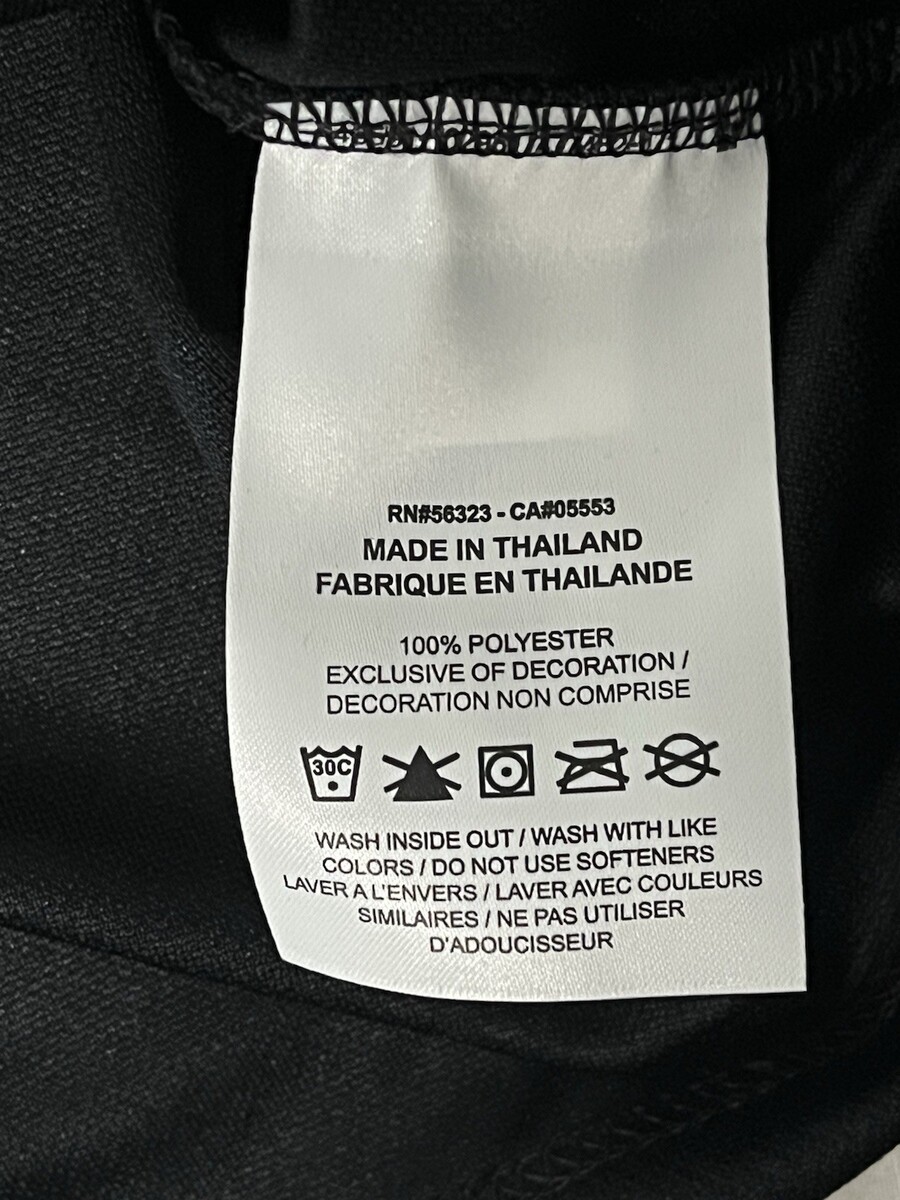 RN#56323 - CA#05553
MADE IN THAILAND
FABRIQUE EN THAILANDE
100% POLYESTER
EXCLUSIVE OF DECORATION /
DECORATION NON COMPRISE
30C
WASH INSIDE OUT / WASH WITH LIKE
COLORS / DO NOT USE SOFTENERS
LAVER A L'ENVERS / LAVER AVEC COULEURS
SIMILAIRES / NE PAS UTILISER
D'ADOUCISSEUR